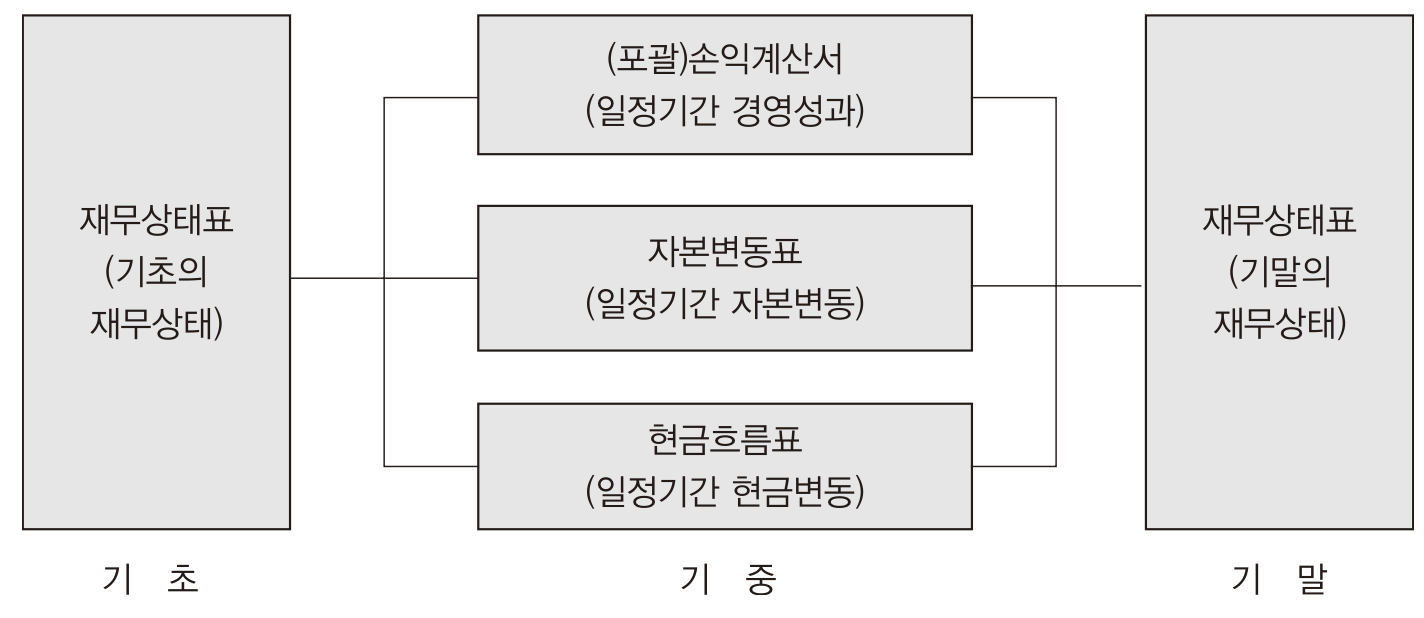 재무상태표
(기초의
재무상태)
(포괄)손익계산서
(일정기간 경영성과)
자본변동표
(일정기간 자본변동)
현금흐름표
(일정기간 현금변동)
재무상태표
(기말의
재무상태)
기 초
기 중
기 말